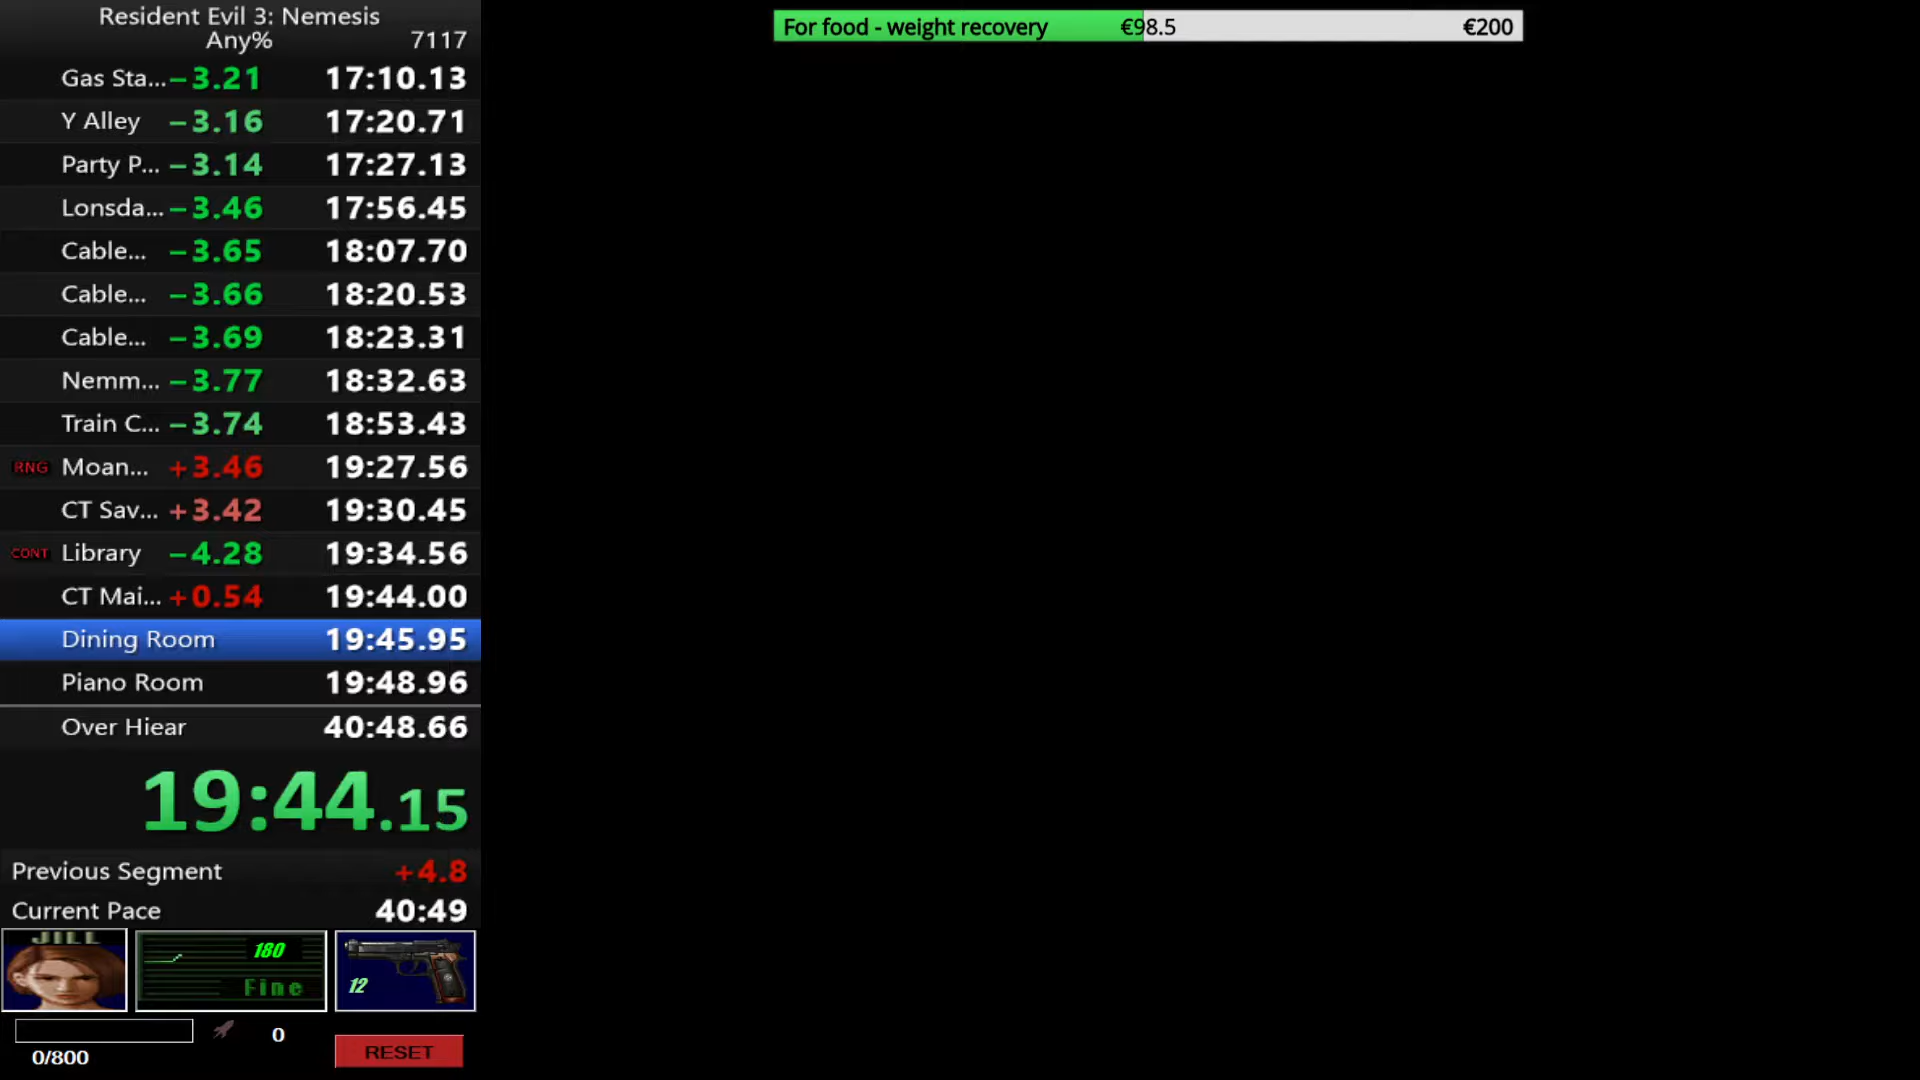 Resident Evil 3: Nemesis
Any% 7117
For food - weight recovery €98.5 €200
Gas Sta... −3.21 17:10.13
Y Alley −3.16 17:20.71
Party P... −3.14 17:27.13
Lonsda... −3.46 17:56.45
Cable... −3.65 18:07.70
Cable... −3.66 18:20.53
Cable... −3.69 18:23.31
Nemm... −3.77 18:32.63
Train C... −3.74 18:53.43
RNG Moan... +3.46 19:27.56
CT Sav... +3.42 19:30.45
CONT Library −4.28 19:34.56
CT Mai... +0.54 19:44.00
Dining Room 19:45.95
Piano Room 19:48.96
Over Hiear 40:48.66
19:44.15
Previous Segment +4.8
Current Pace 40:49
JILL 180
12 Fine
0
0/800 RESET